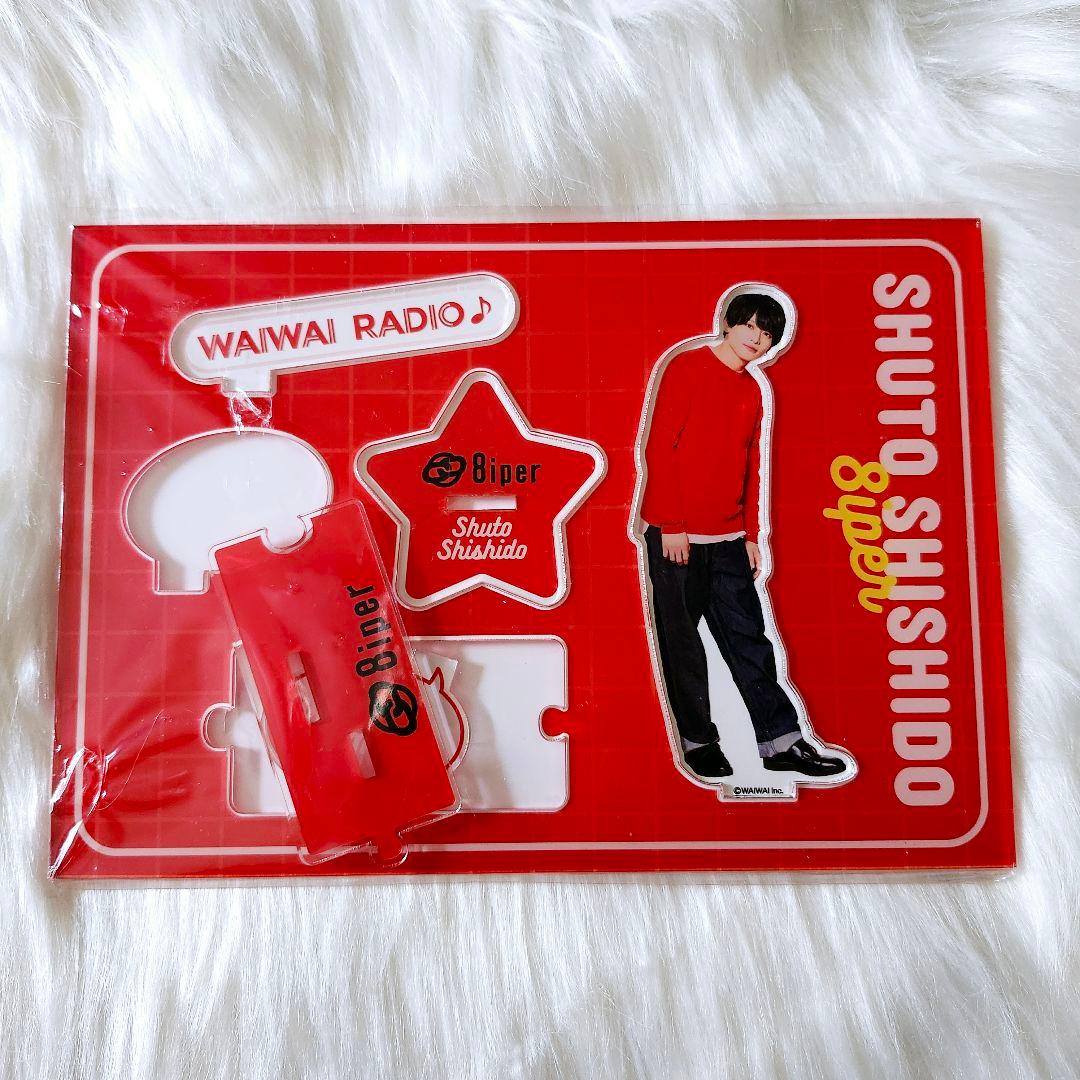 WAIWAI RADIO♪
8iper
Shuto
Shishido
8iper
SHUTO SHISHIDO
8iper
©WAIWAI Inc.